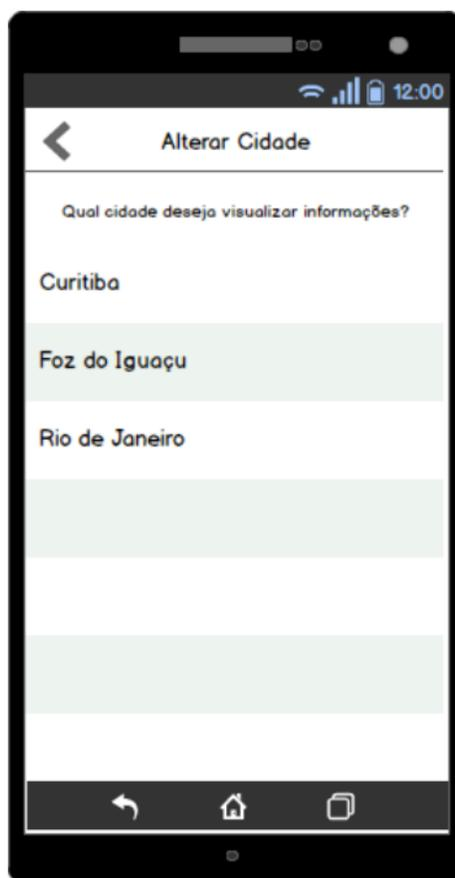 12:00
Alterar Cidade
Qual cidade deseja visualizar informações?
Curitiba
Foz do Iguaçu
Rio de Janeiro